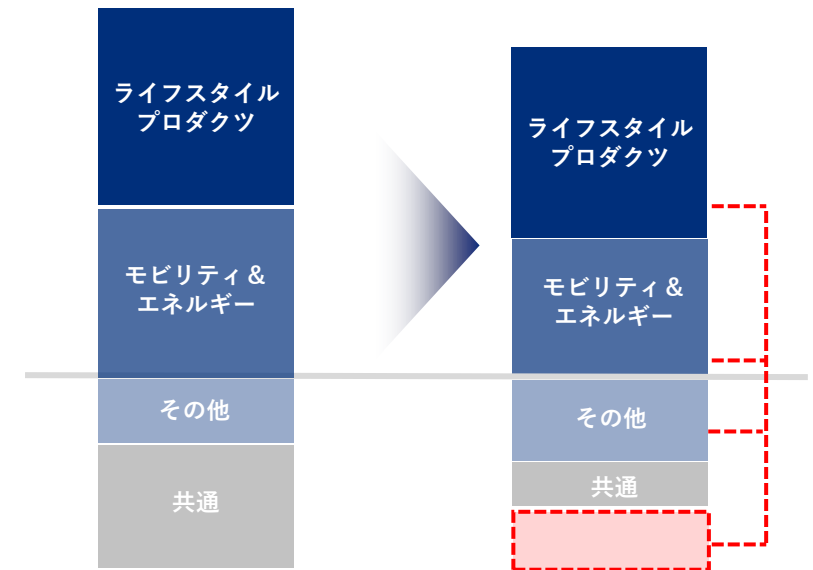 ライフスタイル
プロダクツ
モビリティ＆
エネルギー
その他
共通
ライフスタイル
プロダクツ
モビリティ＆
エネルギー
その他
共通